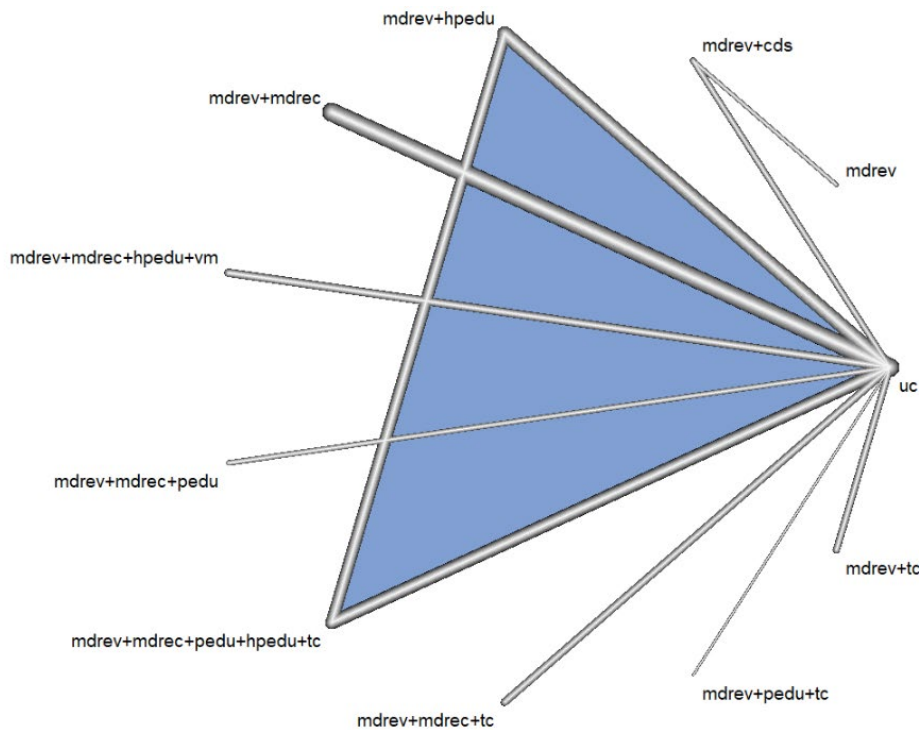 mdrev+hpedu
mdrev+cds
mdrev+mdrec
mdrev
mdrev+mdrec+hpedu+vm
uc
mdrev+mdrec+pedu
mdrev+tc
mdrev+mdrec+pedu+hpedu+tc
mdrev+pedu+tc
mdrev+mdrec+tc